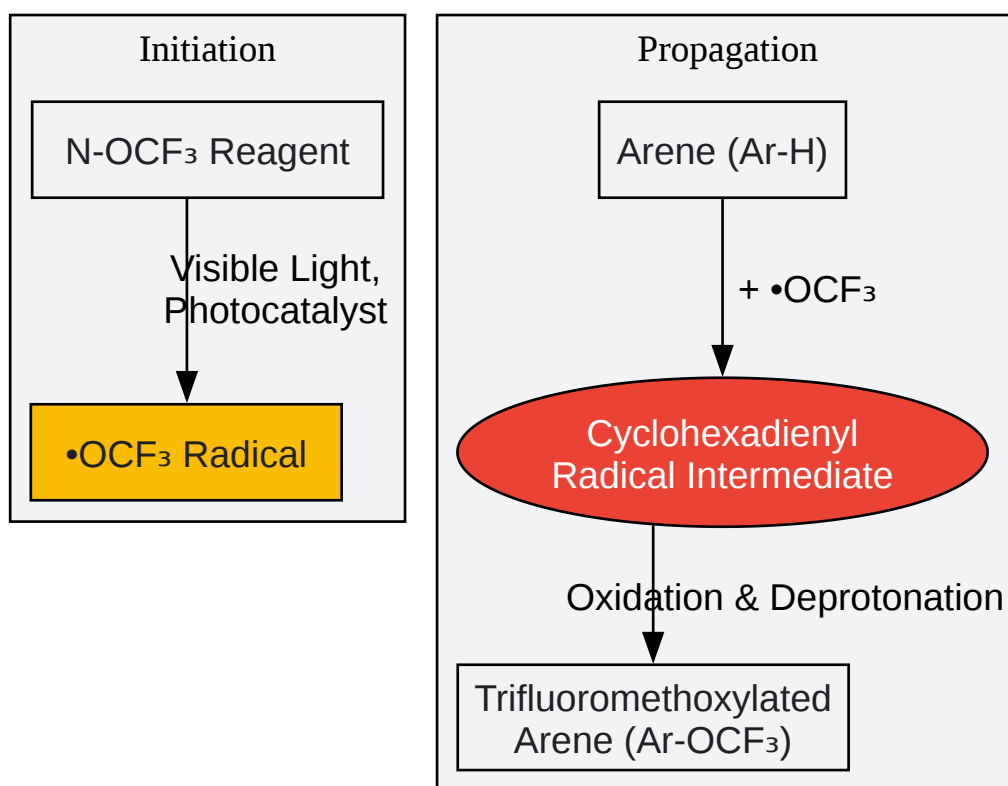 Initiation
N-OCF₃ Reagent
Visible Light,
Photocatalyst
•OCF₃ Radical
Propagation
Arene (Ar-H)
+ •OCF₃
Cyclohexadienyl
Radical Intermediate
Oxidation & Deprotonation
Trifluoromethoxylated
Arene (Ar-OCF₃)